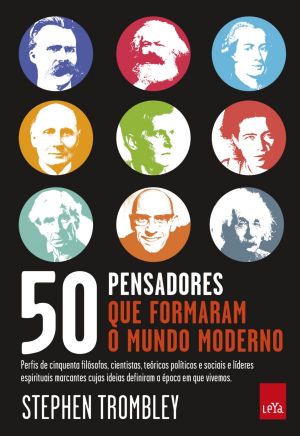 50 PENSADORES
QUE FORMARAM
O MUNDO MODERNO
Perfis de cinquenta filósofos, cientistas, teóricos políticos e sociais e líderes
espirituais marcantes cujas ideias definiram a época em que vivemos.
STEPHEN TROMBLEY
LeYa